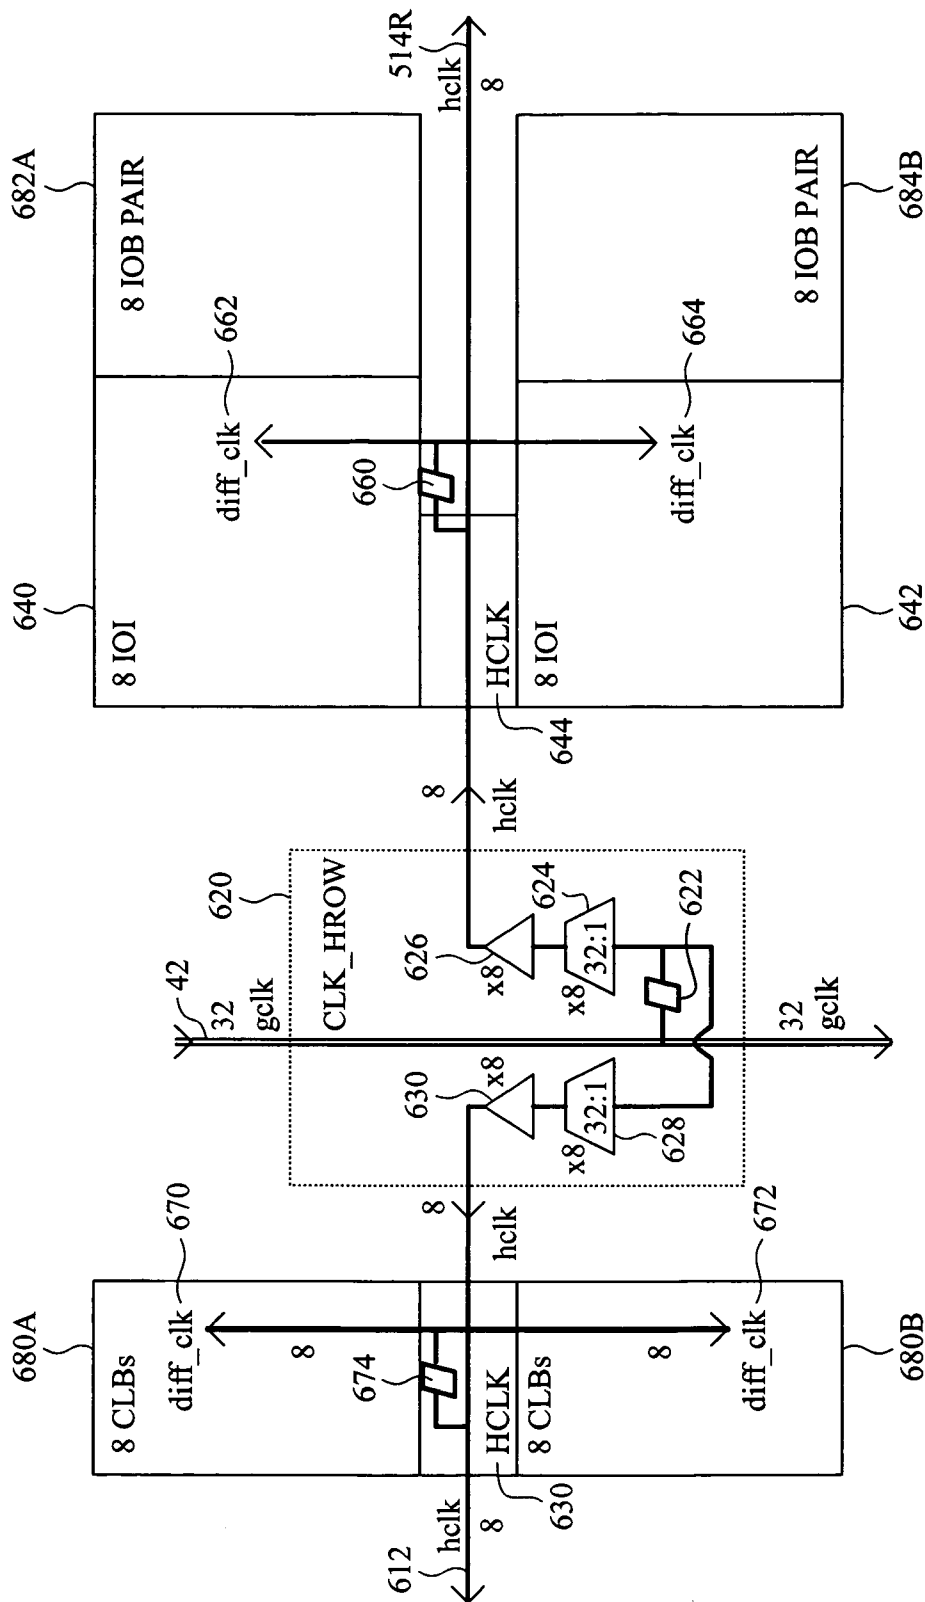 682A
8 IOB PAIR
640
8 IOI
diff_clk
662
514R
hclk
8
660
HCLK
644
8 IOI
diff_clk
664
8 IOB PAIR
684B
642
8
hclk
620
CLK_HROW
42
32
gclk
626
x8
624
x8
32:1
622
32
gclk
630
x8
x8
32:1
628
8
hclk
680A
8 CLBs
diff_clk
670
8
674
HCLK
630
8 CLBs
8
diff_clk
672
680B
612
hclk
8